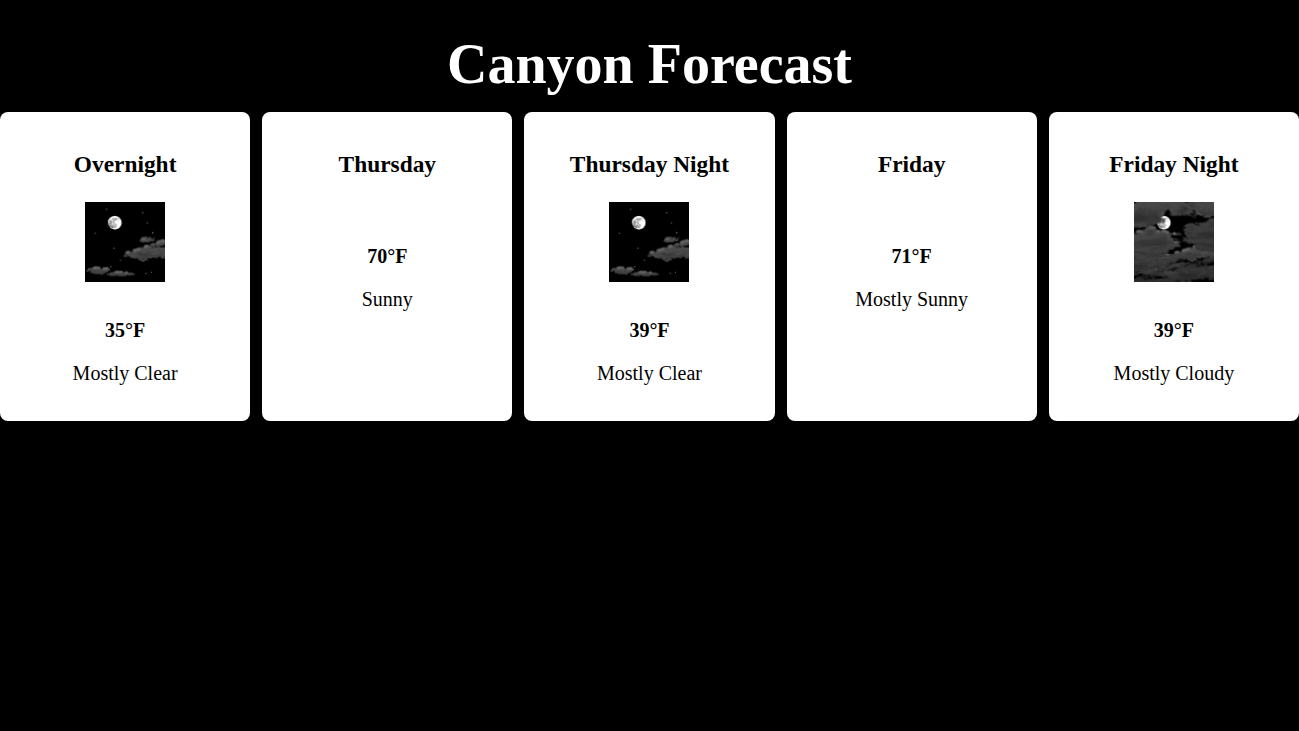 Canyon Forecast
Overnight
35°F
Mostly Clear
Thursday
70°F
Sunny
Thursday Night
39°F
Mostly Clear
Friday
71°F
Mostly Sunny
Friday Night
39°F
Mostly Cloudy